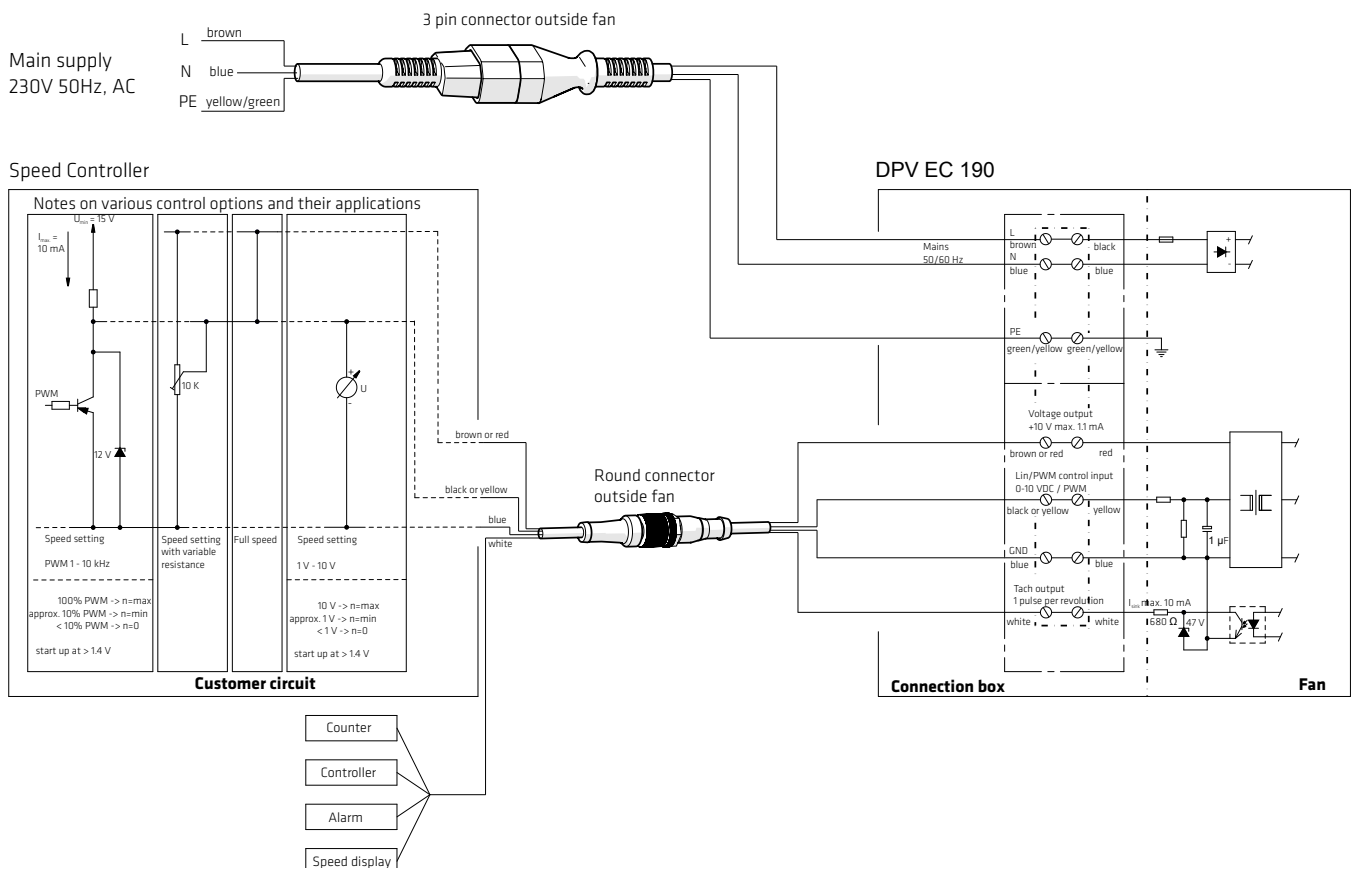 3 pin connector outside fan
Main supply
230V 50Hz, AC
L brown
N blue
PE yellow/green
Speed Controller
Notes on various control options and their applications
Umin = 15 V
Imax =
10 mA
PWM
12 V
Speed setting
PWM 1 - 10 kHz
100% PWM -> n=max
approx. 10% PWM -> n=min
< 10% PWM -> n=0
start up at > 1.4 V
10 K
Speed setting
with variable
resistance
Full speed
+
U
-
Speed setting
1 V - 10 V
10 V -> n=max
approx. 1 V -> n=min
< 1 V -> n=0
start up at > 1.4 V
Customer circuit
brown or red
black or yellow
blue
white
Round connector
outside fan
Counter
Controller
Alarm
Speed display
DPV EC 190
Mains
50/60 Hz
L
brown
black
N
blue
blue
+
-
PE
green/yellow green/yellow
Voltage output
+10 V max. 1.1 mA
brown or red
red
Lin/PWM control input
0-10 VDC / PWM
black or yellow
yellow
1 µF
GND
blue
blue
Tach output
1 pulse per revolution
white
white
Isink max. 10 mA
680 Ω
47 V
Connection box
Fan